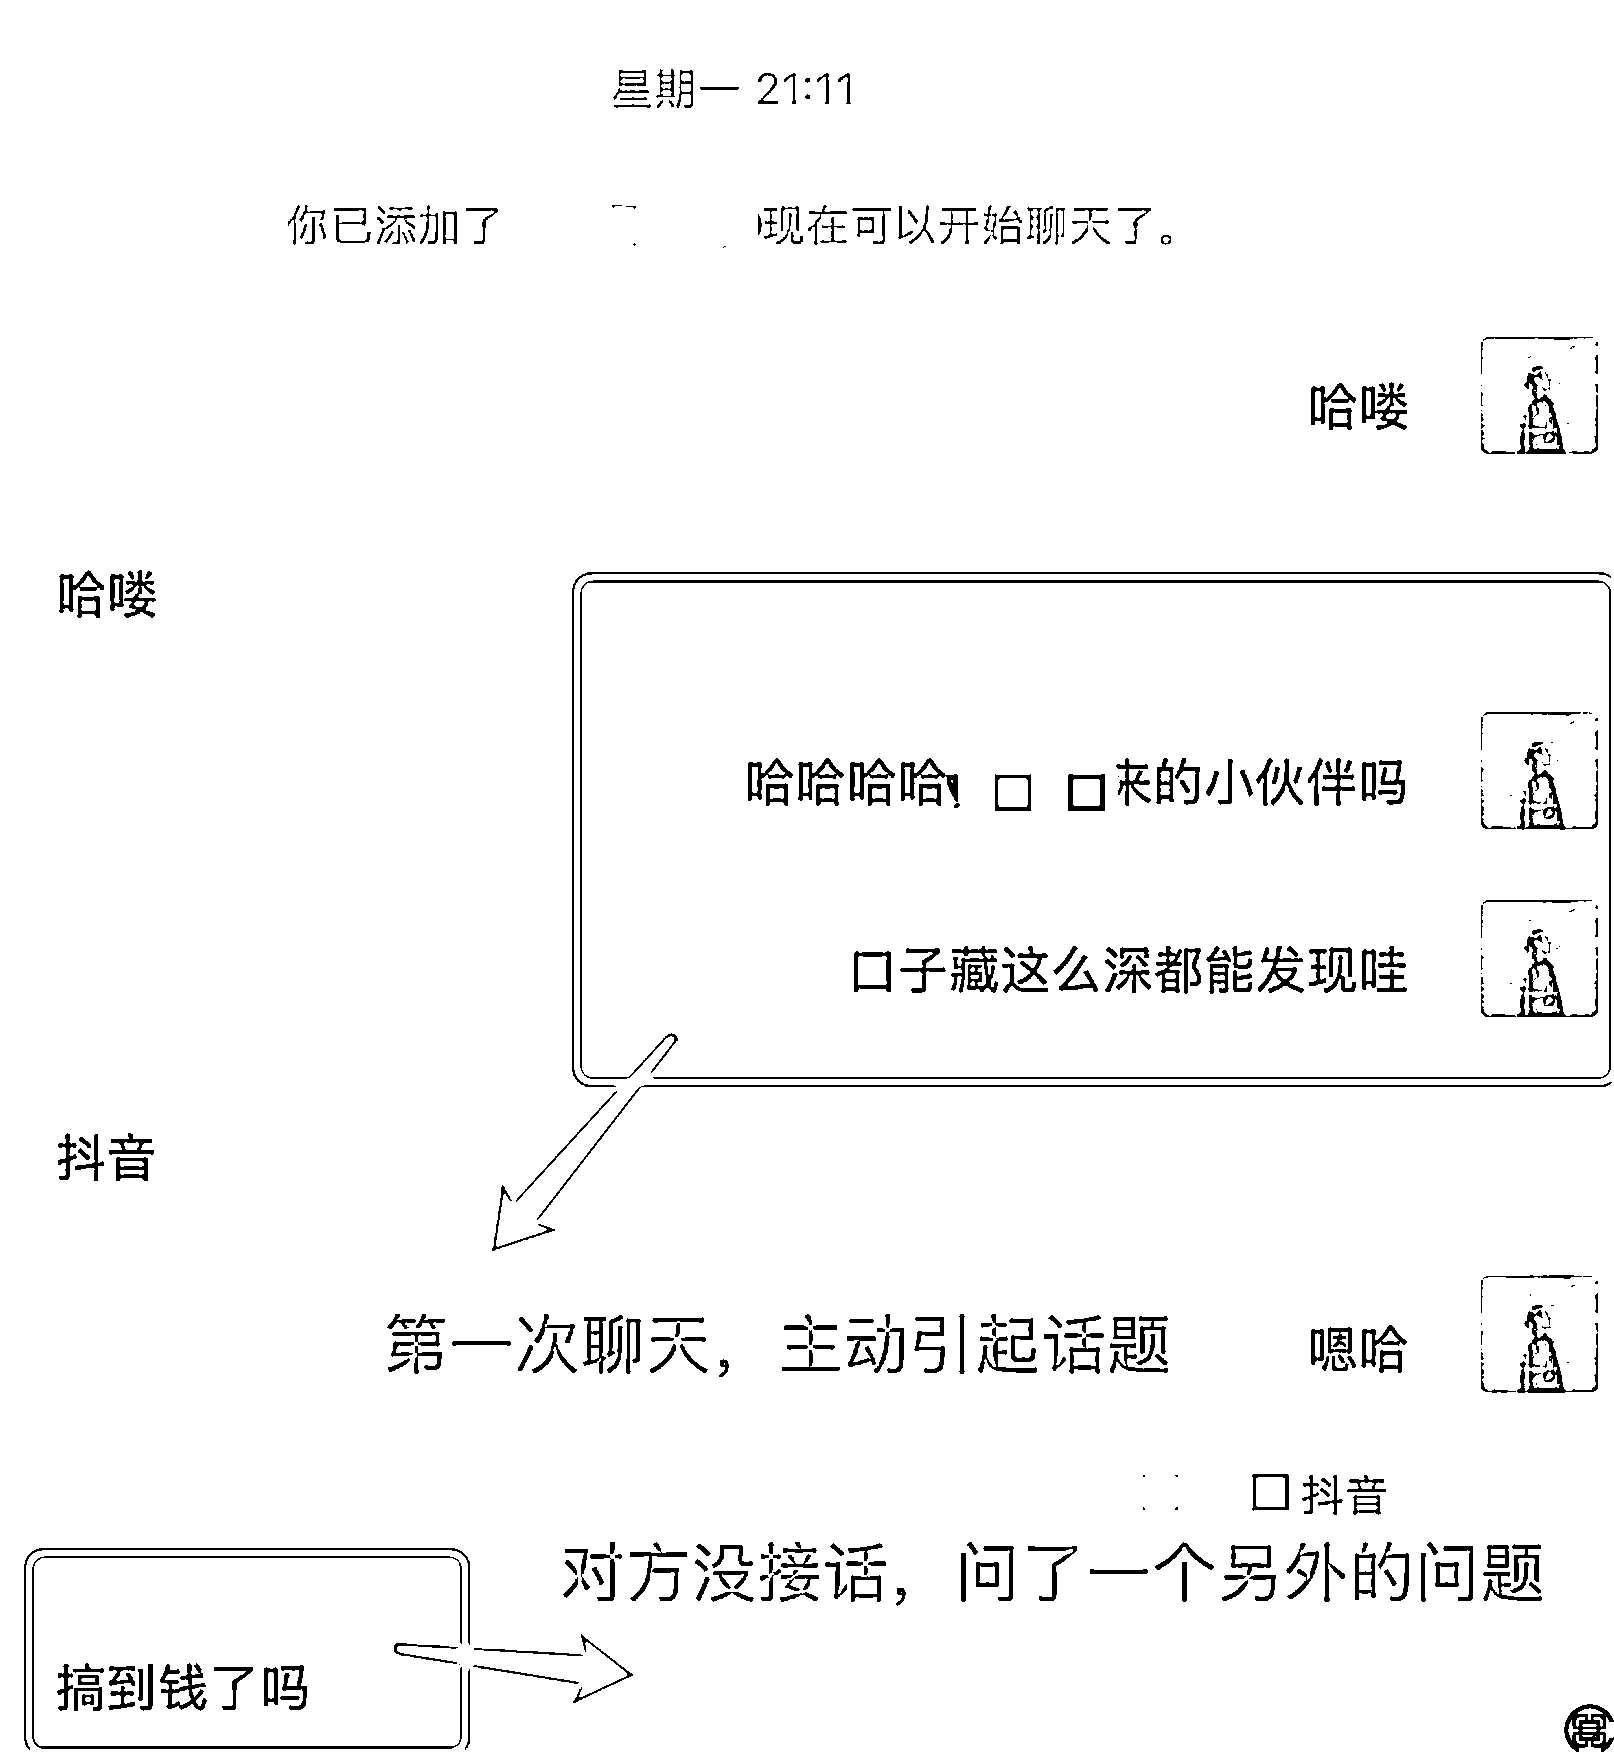 星期一 21:11
你已添加了 现在可以开始聊天了。
哈喽
哈喽
哈哈哈哈 来的小伙伴吗
子藏这么深都能发现哇
抖音
第一次聊天，主动引起话题
嗯哈
抖音
对方没接话，问了一个另外的问题
搞到钱了吗